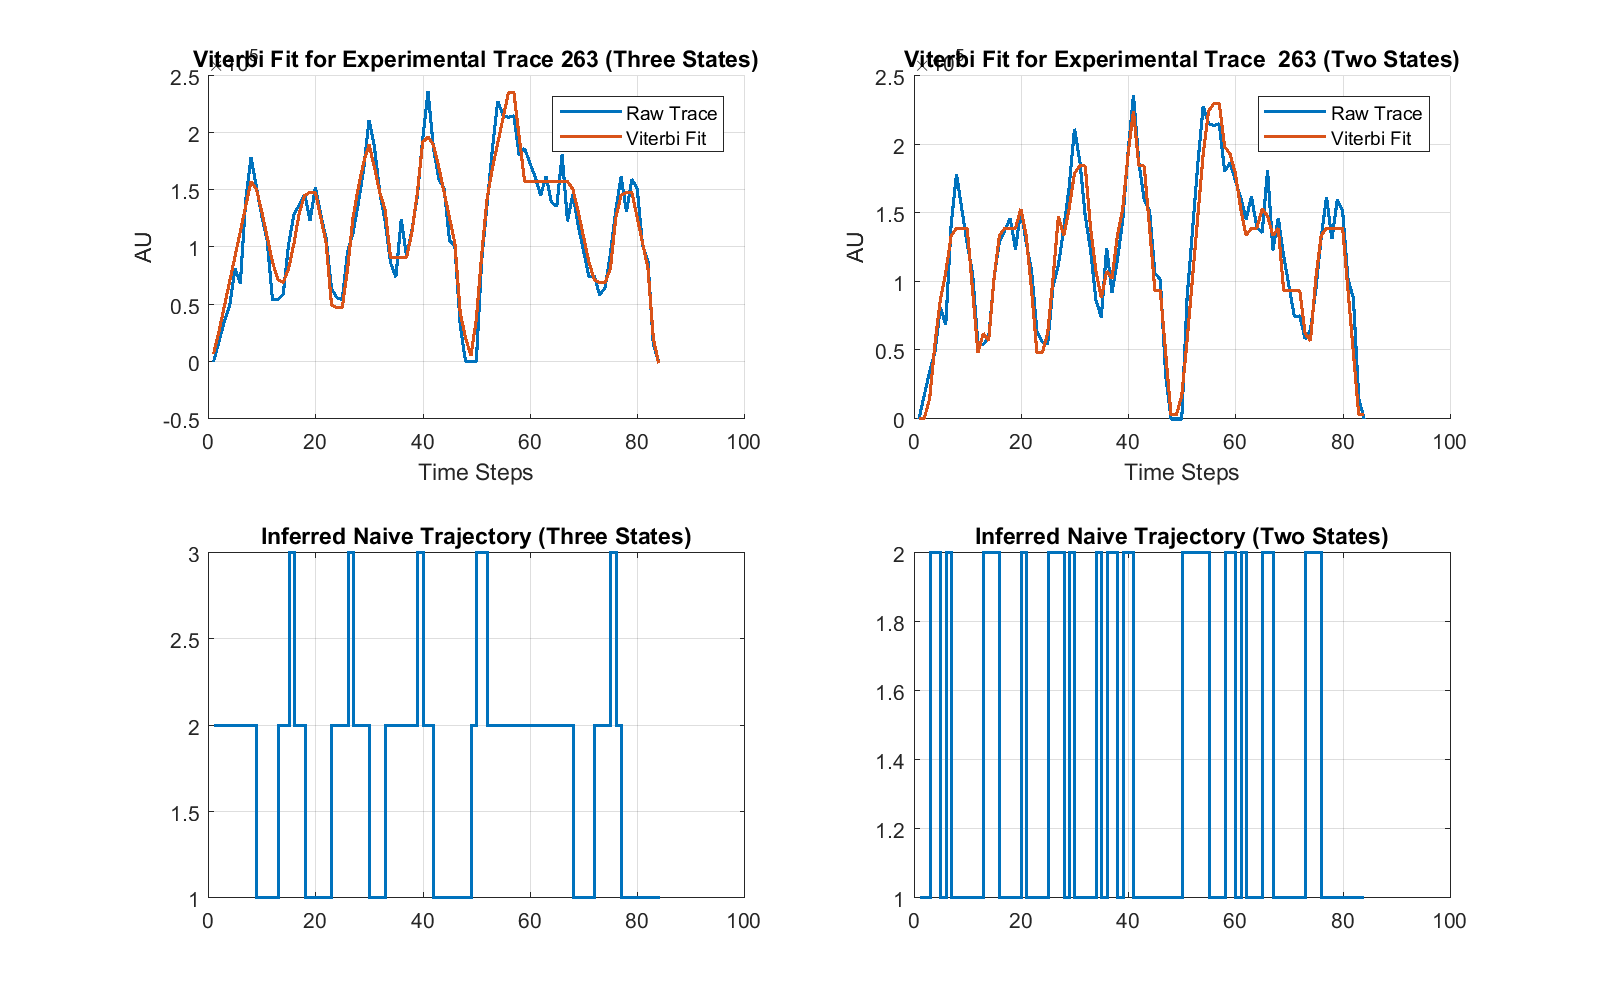 Viterbi Fit for Experimental Trace 263 (Three States)
2.5
2
1.5
1
0.5
0
-0.5
AU
Raw Trace
Viterbi Fit
0 20 40 60 80 100
Time Steps
Viterbi Fit for Experimental Trace 263 (Two States)
2.5
2
1.5
1
0.5
0
AU
Raw Trace
Viterbi Fit
0 20 40 60 80 100
Time Steps
Inferred Naive Trajectory (Three States)
3
2.5
2
1.5
1
0 20 40 60 80 100
Inferred Naive Trajectory (Two States)
2
1.8
1.6
1.4
1.2
1
0 20 40 60 80 100